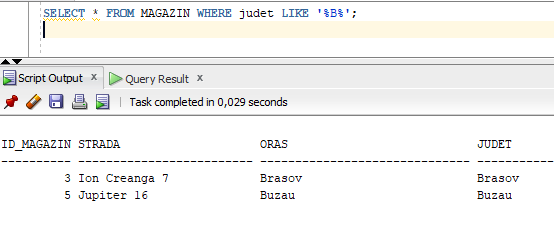 SELECT * FROM MAGAZIN WHERE judet LIKE '%B%';
Script Output x Query Result x
Task completed in 0,029 seconds
ID_MAGAZIN STRADA ORAS JUDET
---------- ------------------------- ------------------------------ -----------
3 Ion Creanga 7 Brasov Brasov
5 Jupiter 16 Buzau Buzau